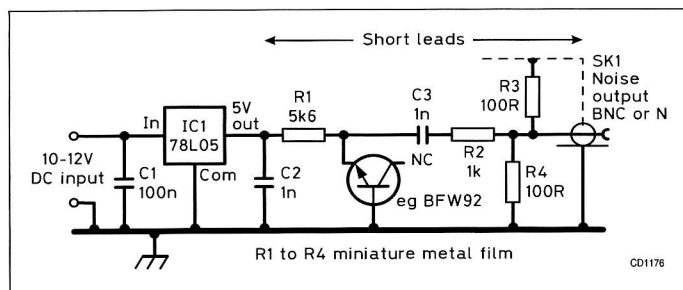 Short leads
SK1
Noise
output
BNC or N
R3
100R
C3
1n
5V
out
R1
5k6
In
IC1
78L05
R2
1k
NC
R4
100R
10-12V
DC input
C1
100n
Com
C2
1n
eg BFW92
R1 to R4 miniature metal film
CD1176